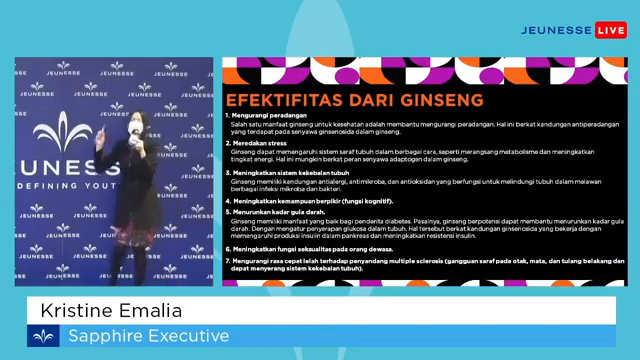 JEUNESSE LIVE
JEUNESSE
JEUNESSE
JEUNESSE
EUNESSE
EDEFINING YOUT
EFEKTIFITAS DARI GINSENG
1. Mengurangi peradangan
Salah satu manfaat ginseng untuk kesehatan adalah membantu mengurangi peradangan. Hal ini berkat kandungan antiperadangan
yang terdapat pada senyawa ginsenosida dalam ginseng.
2. Meredakan stress
Ginseng dapat memengaruhi sistem saraf tubuh dalam berbagai cara, seperti merangsang metabolisme dan meningkatkan
tingkat energi. Hal ini mungkin berkat peran senyawa adaptogen dalam ginseng.
3. Meningkatkan sistem kekebalan tubuh
Ginseng memiliki kandungan antialergi, antimikroba, dan antioksidan yang berfungsi untuk melindungi tubuh dalam melawan
berbagai infeksi mikroba dan bakteri.
4. Meningkatkan kemampuan berpikir (fungsi kognitif).
5. Menurunkan kadar gula darah.
Ginseng memiliki manfaat yang baik bagi penderita diabetes. Pasalnya, ginseng berpotensi dapat membantu menurunkan kadar gula
darah. Dengan mengatur penyerapan glukosa dalam tubuh. Hal tersebut berkat kandungan ginsenosida yang bekerja dengan
memengaruhi produksi insulin dalam pankreas dan meningkatkan resistensi insulin.
6. Meningkatkan fungsi seksualitas pada orang dewasa.
7. Mengurangi rasa cepat lelah terhadap penyandang multiple sclerosis (gangguan saraf pada otak, mata, dan tulang belakang dan
dapat menyerang sistem kekebalan tubuh).
Kristine Emalia
Sapphire Executive